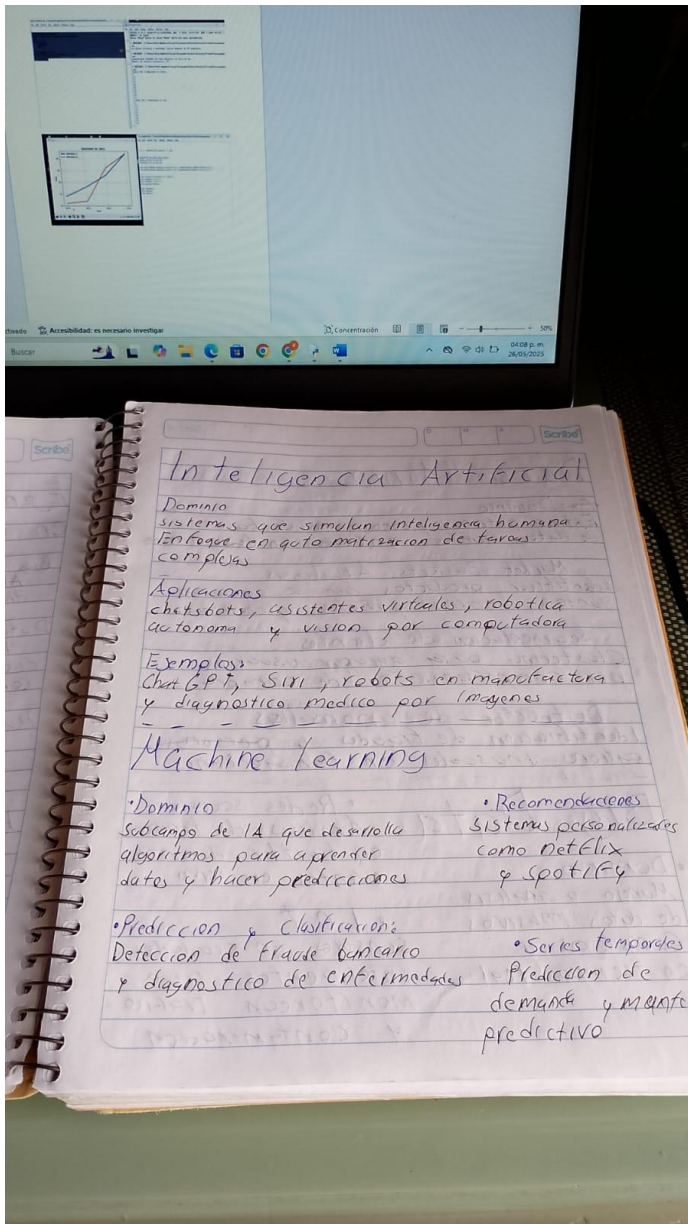 Accesibilidad: es necesario investigar
Concentración
50%
Buscar
04:08 p. m.
26/05/2025
Scribe
Scribe
Inteligencia Artificial
Dominio
sistemas que simulan inteligencia humana
Enfoque en automatizacion de tareas
complejas
Aplicaciones
chatsbots, asistentes virtuales, robotica
autonoma y vision por computadora
Ejemplos:
Chat GPT, Siri, robots en manufactura
y diagnostico medico por Imagenes
Machine Learning
•Dominio
subcampo de IA que desarrolla
algoritmos para aprender
datos y hacer predicciones
•Prediccion y Clasificacion:
Deteccion de fraude bancario
y diagnostico de enfermedades
•Recomendaciones
sistemas personalizados
como netflix
y spotify
•Series temporales
Prediccion de
demanda y mante
predictivo